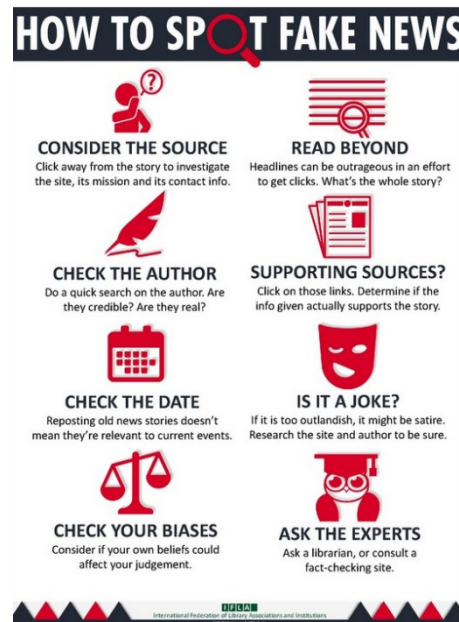 HOW TO SPOT FAKE NEWS
?
CONSIDER THE SOURCE
Click away from the story to investigate
the site, its mission and its contact info.
READ BEYOND
Headlines can be outrageous in an effort
to get clicks. What's the whole story?
CHECK THE AUTHOR
Do a quick search on the author. Are
they credible? Are they real?
SUPPORTING SOURCES?
Click on those links. Determine if the
info given actually supports the story.
CHECK THE DATE
Reposting old news stories doesn't
mean they're relevant to current events.
IS IT A JOKE?
If it is too outlandish, it might be satire.
Research the site and author to be sure.
CHECK YOUR BIASES
Consider if your own beliefs could
affect your judgement.
ASK THE EXPERTS
Ask a librarian, or consult a
fact-checking site.
IFLA
International Federation of Library Associations and Institutions